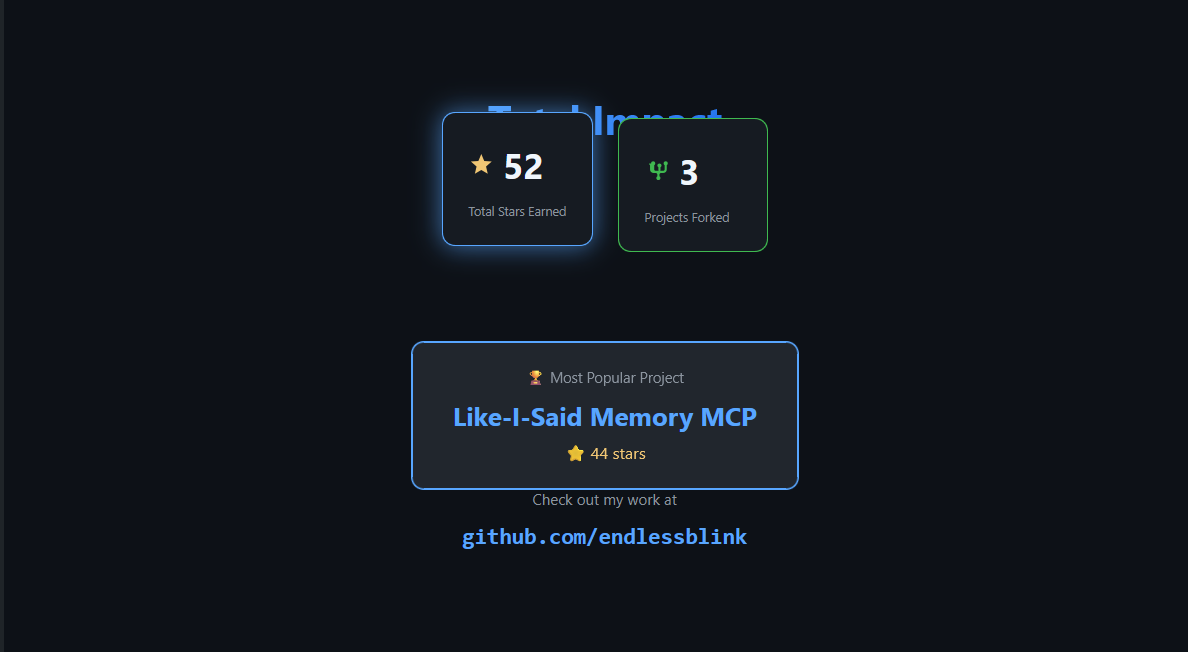 Total Impact
52
Total Stars Earned
3
Projects Forked
Most Popular Project
Like-I-Said Memory MCP
44 stars
Check out my work at
github.com/endlessblink